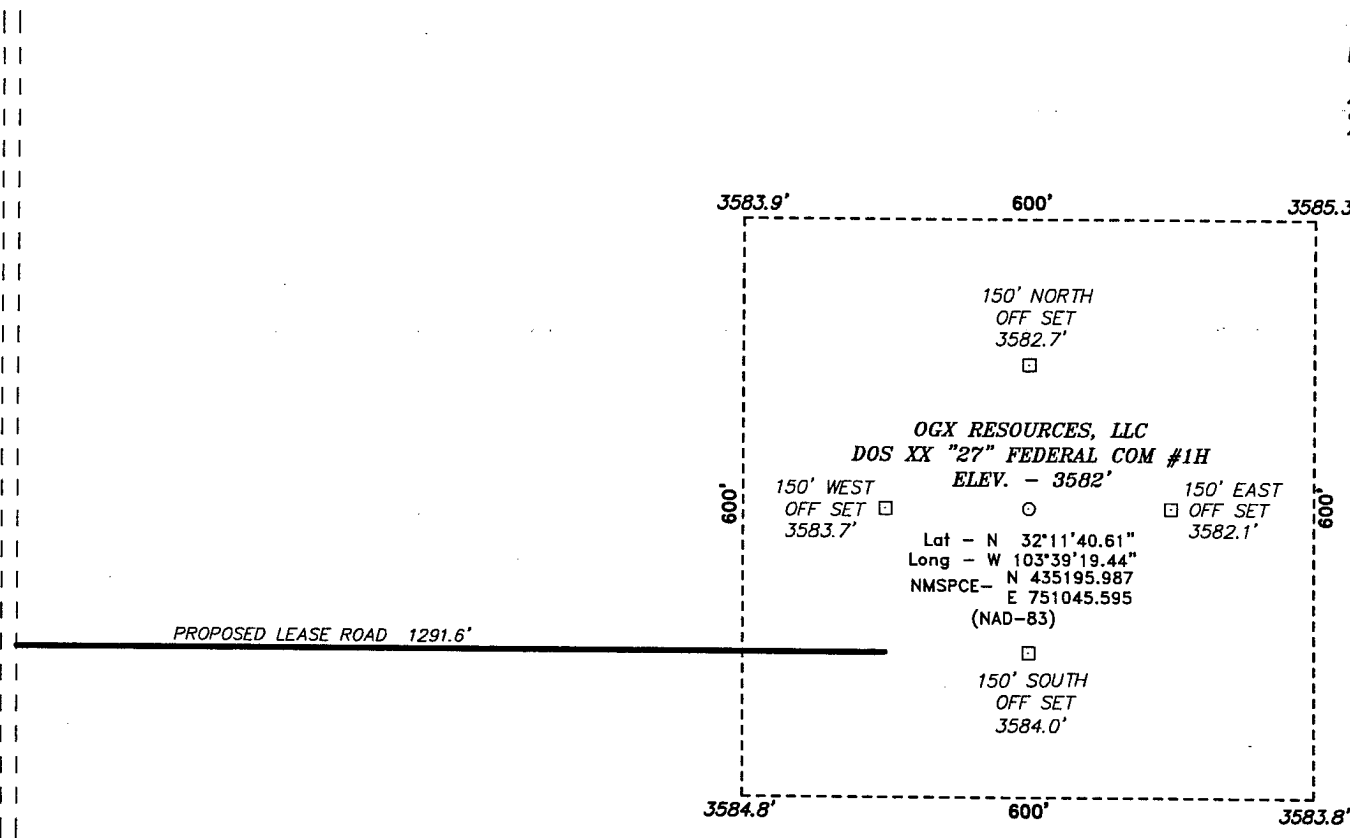 3583.9' 600' 3585.3
150' NORTH
OFF SET
3582.7'
OGX RESOURCES, LLC
DOS XX "27" FEDERAL COM #1H
ELEV. - 3582'
600'
150' WEST
OFF SET
3583.7'
150' EAST
OFF SET
3582.1'
600'
Lat - N 32°11'40.61"
Long - W 103°39'19.44"
NMSPCE- N 435195.987
E 751045.595
(NAD-83)
PROPOSED LEASE ROAD 1291.6'
150' SOUTH
OFF SET
3584.0'
3584.8' 600' 3583.8'